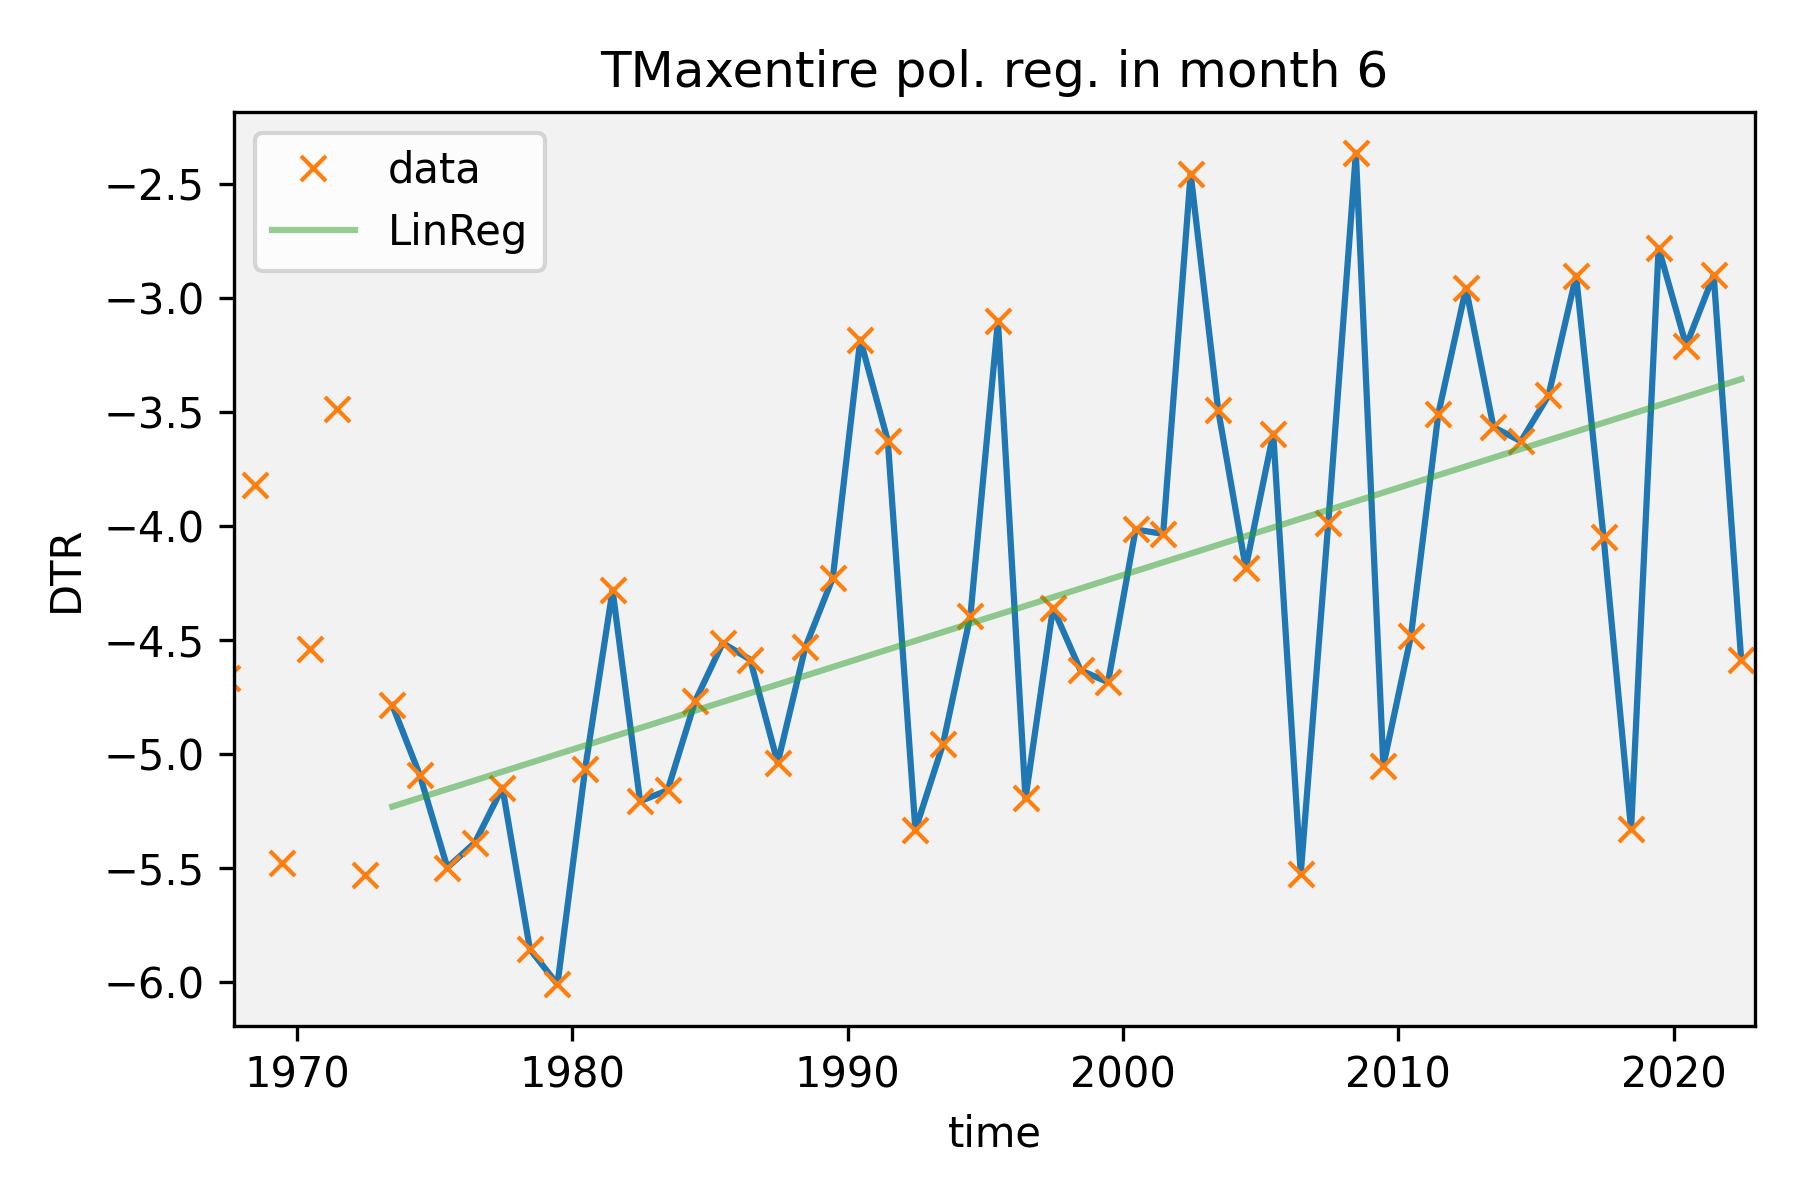 TMaxentire pol. reg. in month 6
data
LinReg
−2.5
−3.0
−3.5
−4.0
−4.5
−5.0
−5.5
−6.0
DTR
1970 1980 1990 2000 2010 2020
time